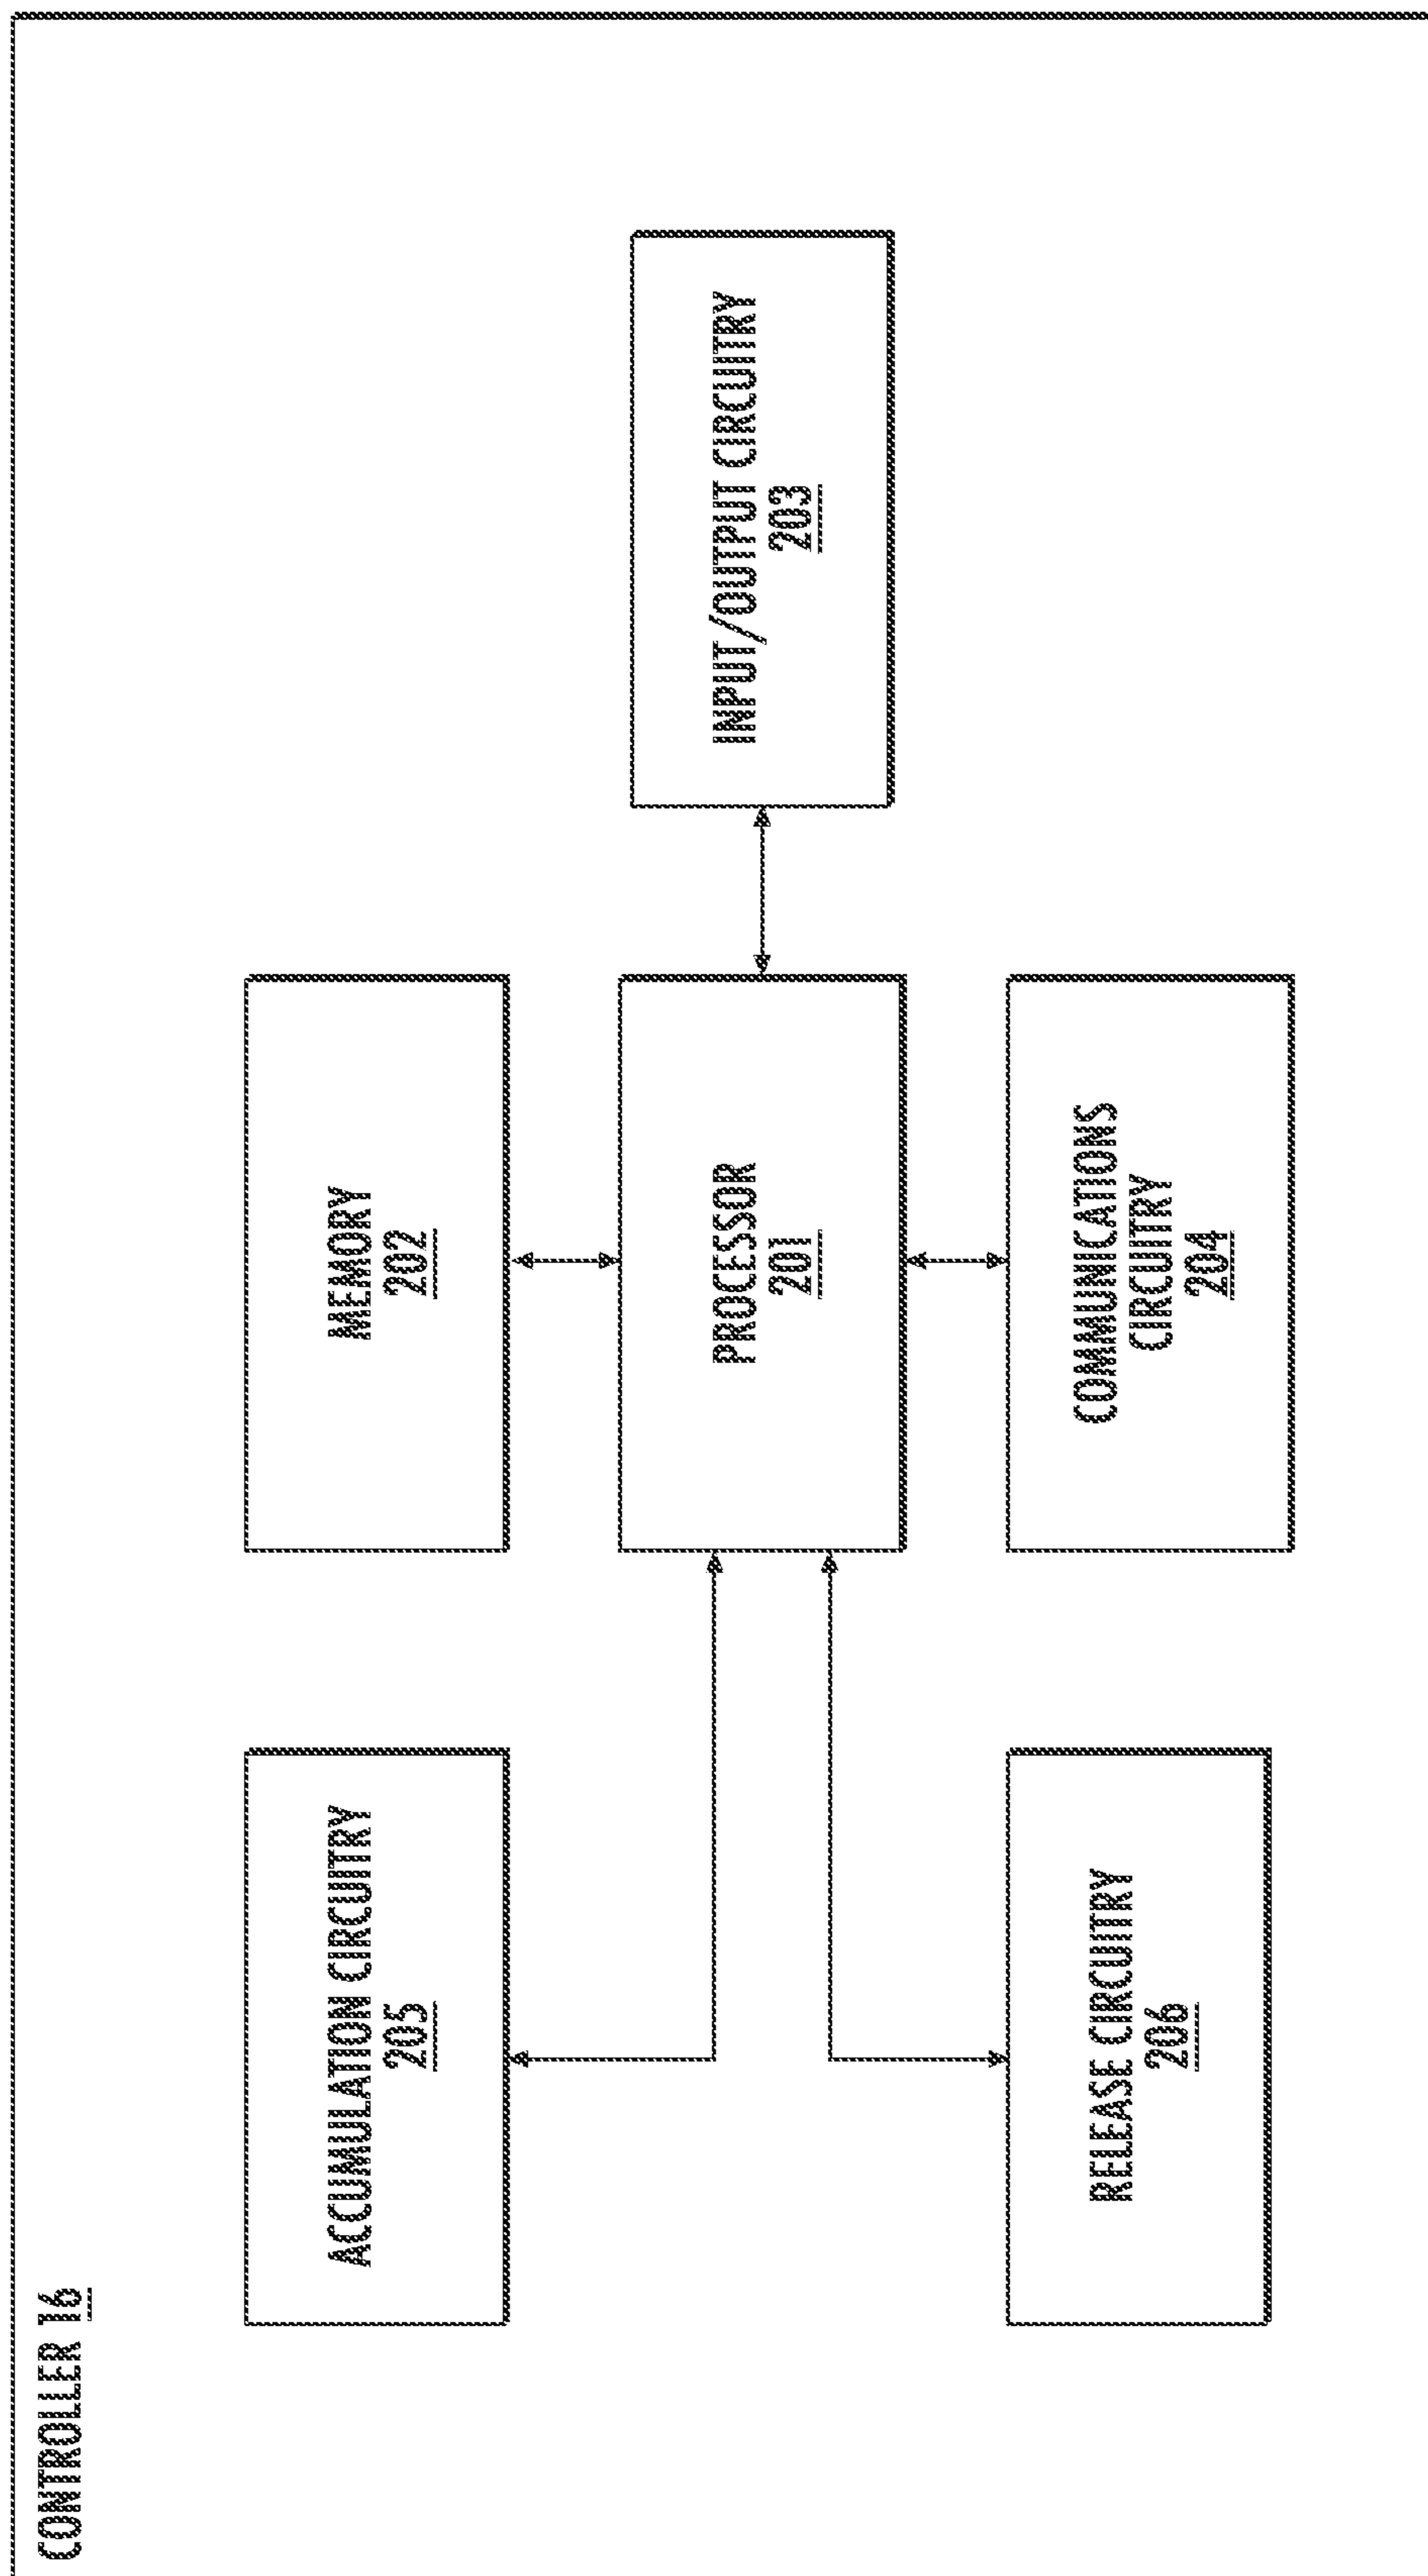 CONTROLLER 16
MEMORY
202
ACCUMULATION CIRCUITRY
205
PROCESSOR
201
INPUT/OUTPUT CIRCUITRY
203
COMMUNICATIONS
CIRCUITRY
204
RELEASE CIRCUITRY
206